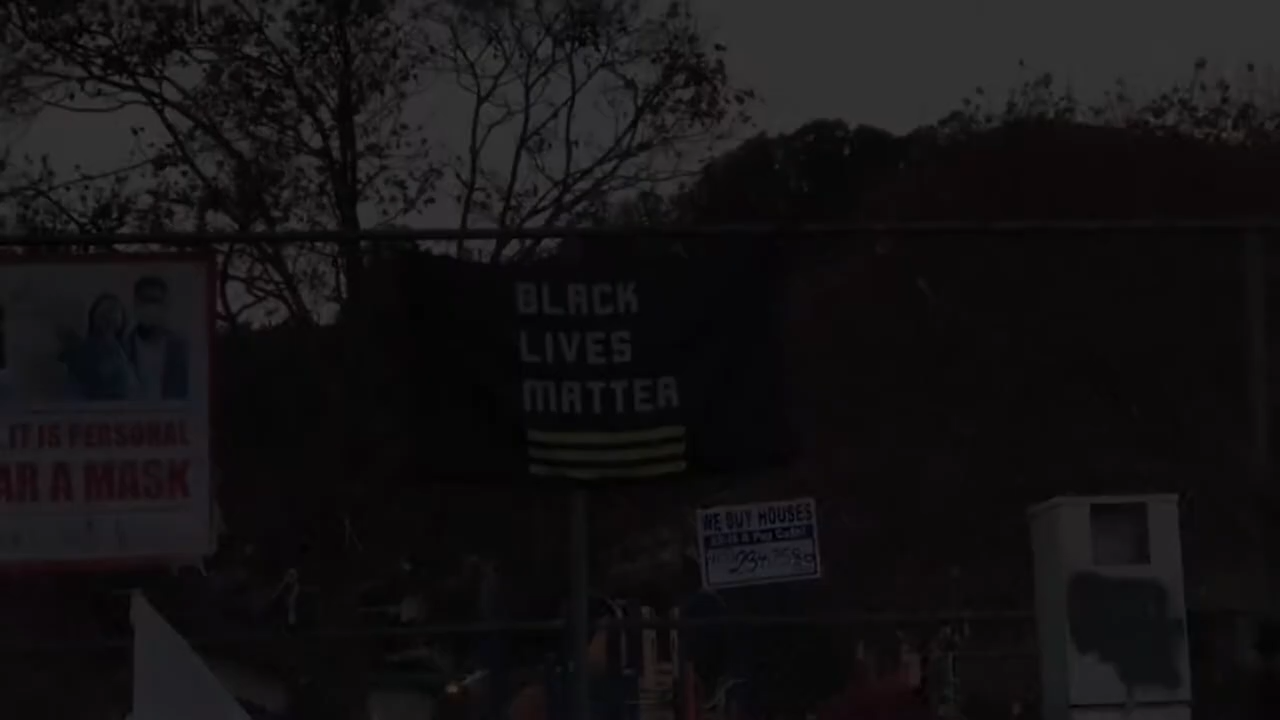 IT IS PERSONAL
AR A MASK
BLACK
LIVES
MATTER
WE BUY HOUSES